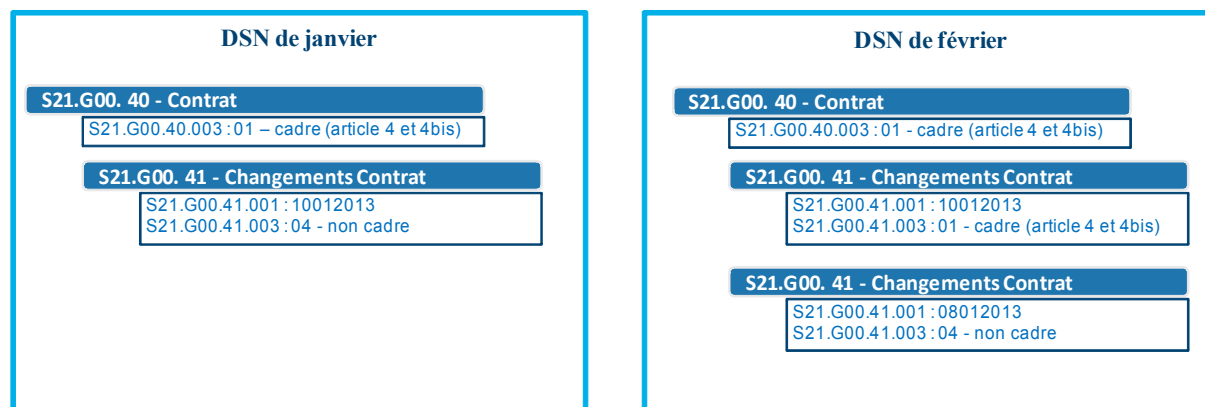 DSN de janvier
S21.G00. 40 - Contrat
S21.G00.40.003 : 01 – cadre (article 4 et 4bis)
S21.G00. 41 - Changements Contrat
S21.G00.41.001 : 10012013
S21.G00.41.003 : 04 - non cadre
DSN de février
S21.G00. 40 - Contrat
S21.G00.40.003 : 01 - cadre (article 4 et 4bis)
S21.G00. 41 - Changements Contrat
S21.G00.41.001 : 10012013
S21.G00.41.003 : 01 - cadre (article 4 et 4bis)
S21.G00. 41 - Changements Contrat
S21.G00.41.001 : 08012013
S21.G00.41.003 : 04 - non cadre